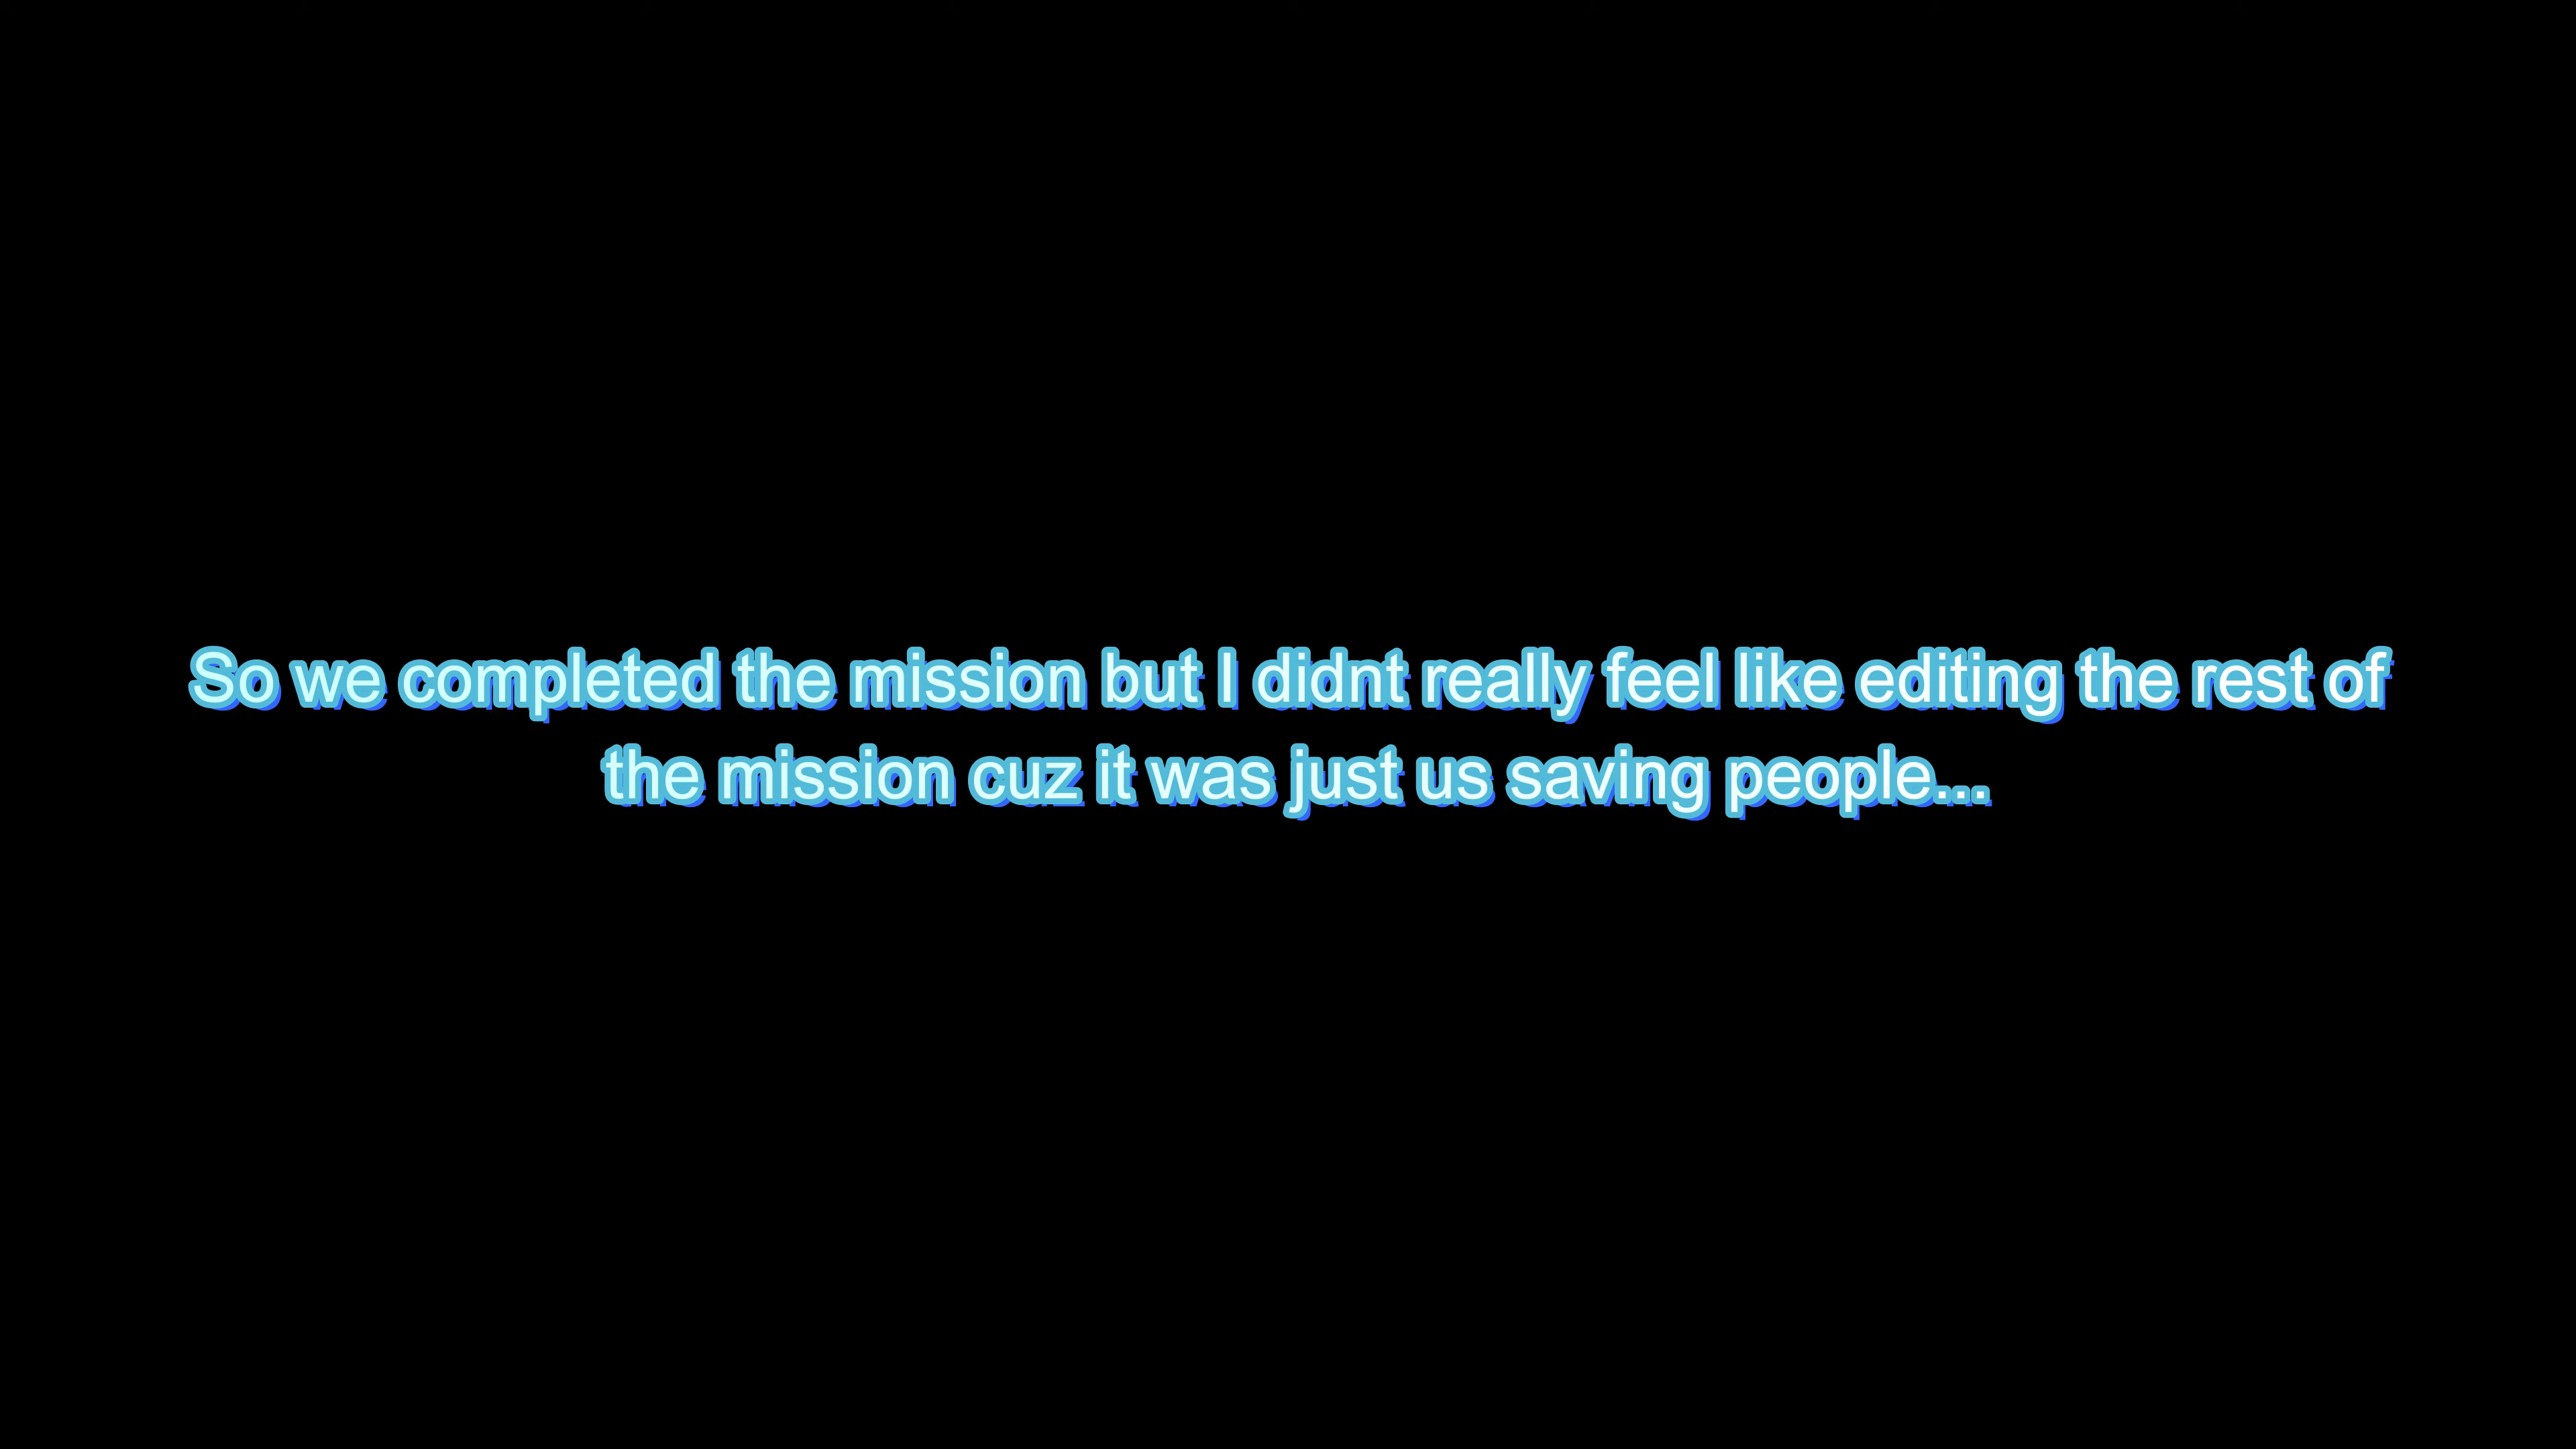 So we completed the mission but I didnt really feel like editing the rest of
the mission cuz it was just us saving people...